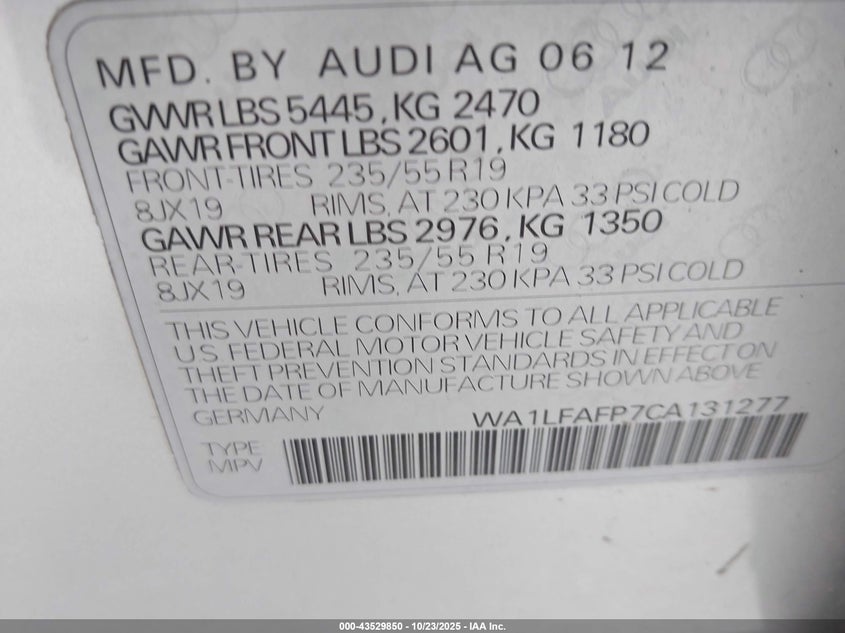 MFD. BY AUDI AG 06 12
GVWR LBS 5445, KG 2470
GAWR FRONT LBS 2601, KG 1180
FRONT-TIRES 235/55 R19
8JX19 RIMS, AT 230 KPA 33 PSI COLD
GAWR REAR LBS 2976, KG 1350
REAR-TIRES 235/55 R19
8JX19 RIMS, AT 230 KPA 33 PSI COLD
THIS VEHICLE CONFORMS TO ALL APPLICABLE
US FEDERAL MOTOR VEHICLE SAFETY AND
THEFT PREVENTION STANDARDS IN EFFECT ON
THE DATE OF MANUFACTURE SHOWN ABOVE
GERMANY WA1LFAFP7CA131277
TYPE
MPV
000-43529850 - 10/23/2025 - IAA Inc.